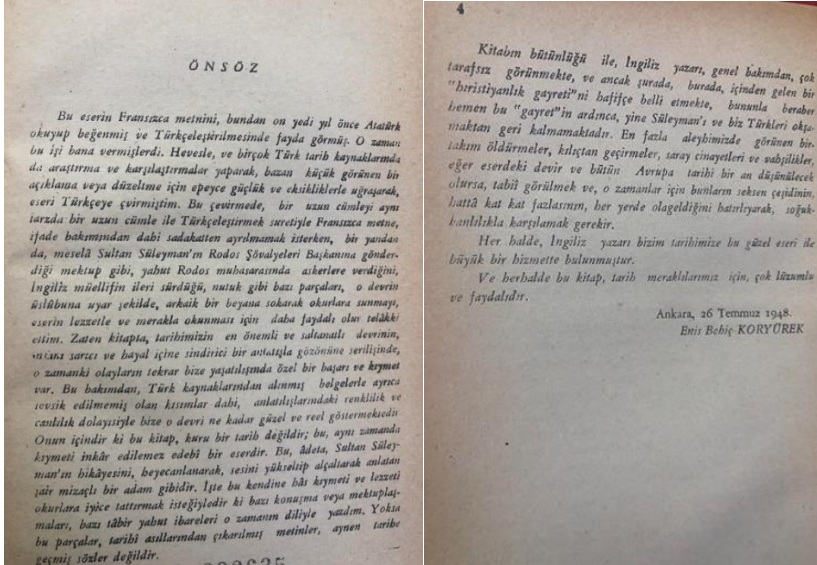 ÖNSÖZ
Bu eserin Fransızca metnini, bundan on yedi yıl önce Atatürk
okuyup beğenmiş ve Türkçeleştirilmesinde fayda görmüş. O zaman
bu işi bana vermişlerdi. Hevesle, ve birçok Türk tarih kaynaklarında
da araştırma ve karşılaştırmalar yaparak, bazan küçük görünen bir
açıklama veya düzeltme için epeyce güçlük ve eksikliklerle uğraşarak,
eseri Türkçeye çvirmiştim. Bu çevirmede, bir uzun cümleyi aynı
tarzda bir uzun cümle ile Türkçeleştirmek suretiyle Fransızca metne,
ifade bakımından dahi sadakatten ayrılmamak isterken, bir yandan
da, meselâ Sultan Süleyman'ın Rodos Şövalyeleri Başkanına gönder-
diği mektup gibi, yahut Rodos muhasarasında askerlere verdiğini,
İngiliz müellifin ileri sürdüğü, nutuk gibi bazı parçaları, o devrin
üslûbuna uyar şekilde, arkaik bir beyana sokarak okurlara sunmayı,
eserin lezzetle ve merakla okunması için daha faydalı olur telâkki
ettim. Zaten kitapta, tarihimizin en önemli ve saltanatlı devrinin,
insanı sarıcı ve hayal içine sindirici bir anlatışla gözönüne serilişinde,
o zamanki olayların tekrar bize yaşatılışında özel bir başarı ve kıymet
var. Bu bakımdan, Türk kaynaklarından alınmış belgelerle ayrıca
tevsik edilmemiş olan kısımlar dahi, anlatılışlarındaki renklilik ve
canlılık dolayısiyle bize o devri ne kadar güzel ve reel göstermektedir
Onun içindir ki bu kitap, kuru bir tarih değildir; bu, aynı zamanda
kıymeti inkâr edilemez edebî bir eserdir. Bu, âdeta, Sultan Süley-
man'ın hikâyesini, heyecanlanarak, sesini yükseltip alçaltarak anlatan
şair mizaçlı bir adam gibidir. İşte bu kendine hâs kıymeti ve lezzeti
okurlara iyice tattırmak isteğiyledir ki bazı konuşma veya mektuplaş-
maları, bazı tâbir yahut ibareleri o zamanın diliyle yazdım. Yoksa
bu parçalar, tarihî asıllarından çıkarılmış metinler, aynen tarihe
geçmiş sözler değildir.
4
Kitabın bütünlüğü ile, İngiliz yazarı, genel bakımdan, çok
tarafsız görünmekte, ve ancak şurada, burada, içinden gelen bir
"hıristiyanlık gayreti"ni hafifçe belli etmekte, bununla beraber
hemen bu "gayret"in ardınca, yine Süleyman'ı ve biz Türkleri okşa-
maktan geri kalmamaktadır. En fazla aleyhimizde görünen bir-
takım öldürmeler, kılıçtan geçirmeler, saray cinayetleri ve vahşilikler,
eğer eserdeki devir ve bütün Avrupa tarihi bir an düşünülecek
olursa, tabiî görülmek ve, o zamanlar için bunların seksen çeşidinin,
hattâ kat kat fazlasının, her yerde olageldiğini hatırlıyarak, soğuk-
kanlılıkla karşılamak gerekir.
Her halde, İngiliz yazarı bizim tarihimize bu güzel eseri ile
büyük bir hizmette bulunmuştur.
Ve herhalde bu kitap, tarih meraklılarımız için, çok lüzumlu
ve faydalıdır.
Ankara, 26 Temmuz 1948.
Enis Behiç KORYÜREK